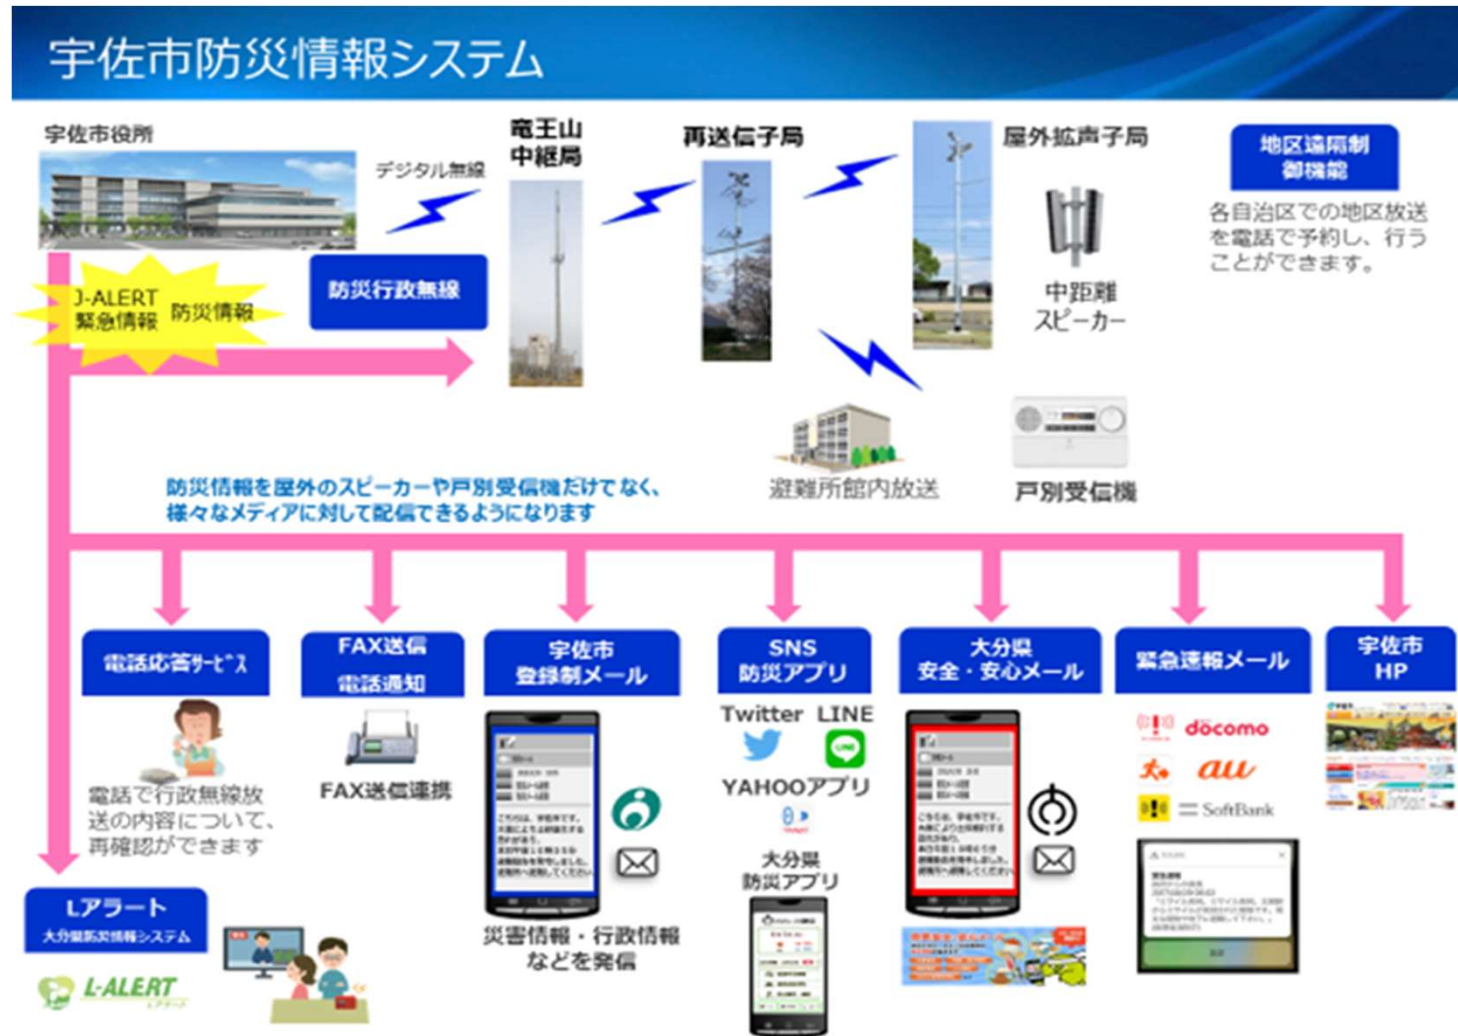 宇佐市防災情報システム
宇佐市役所
デジタル無線
竜王山
中継局
再送信子局
屋外拡声子局
中距離
スピーカー
地区遠隔制
御機能
各自治区での地区放送
を電話で予約し、行う
ことができます。
J-ALERT
緊急情報
防災情報
防災行政無線
避難所館内放送
戸別受信機
防災情報を屋外のスピーカーや戸別受信機だけでなく、
様々なメディアに対して配信できるようになります
電話応答サービス
電話で行政無線放
送の内容について、
再確認ができます
FAX送信
電話通知
FAX送信連携
宇佐市
登録制メール
災害情報・行政情報
などを発信
SNS
防災アプリ
Twitter LINE
LINE
YAHOOアプリ
大分県
防災アプリ
大分県
安全・安心メール
緊急速報メール
döcomo
au
SoftBank
宇佐市
HP
Lアラート
大分県防災情報システム
L-ALERT
Lアラート